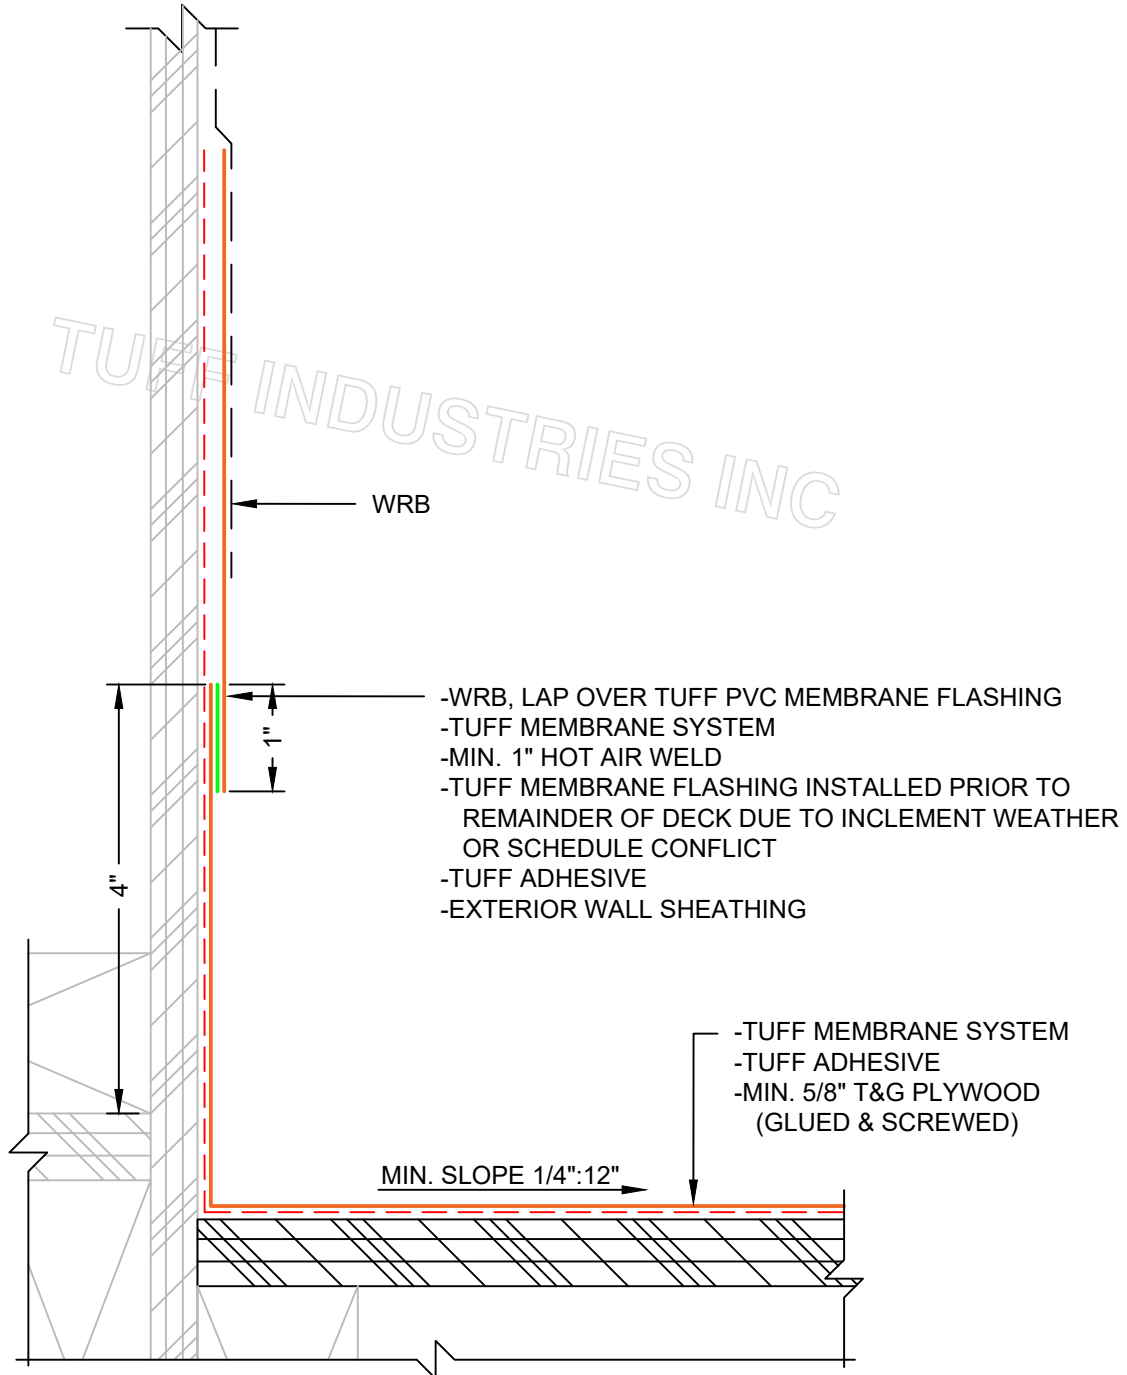 TUFF INDUSTRIES INC
WRB
-WRB, LAP OVER TUFF PVC MEMBRANE FLASHING
-TUFF MEMBRANE SYSTEM
-MIN. 1" HOT AIR WELD
-TUFF MEMBRANE FLASHING INSTALLED PRIOR TO
REMAINDER OF DECK DUE TO INCLEMENT WEATHER
OR SCHEDULE CONFLICT
-TUFF ADHESIVE
-EXTERIOR WALL SHEATHING
1"
4"
-TUFF MEMBRANE SYSTEM
-TUFF ADHESIVE
-MIN. 5/8" T&G PLYWOOD
(GLUED & SCREWED)
MIN. SLOPE 1/4":12"